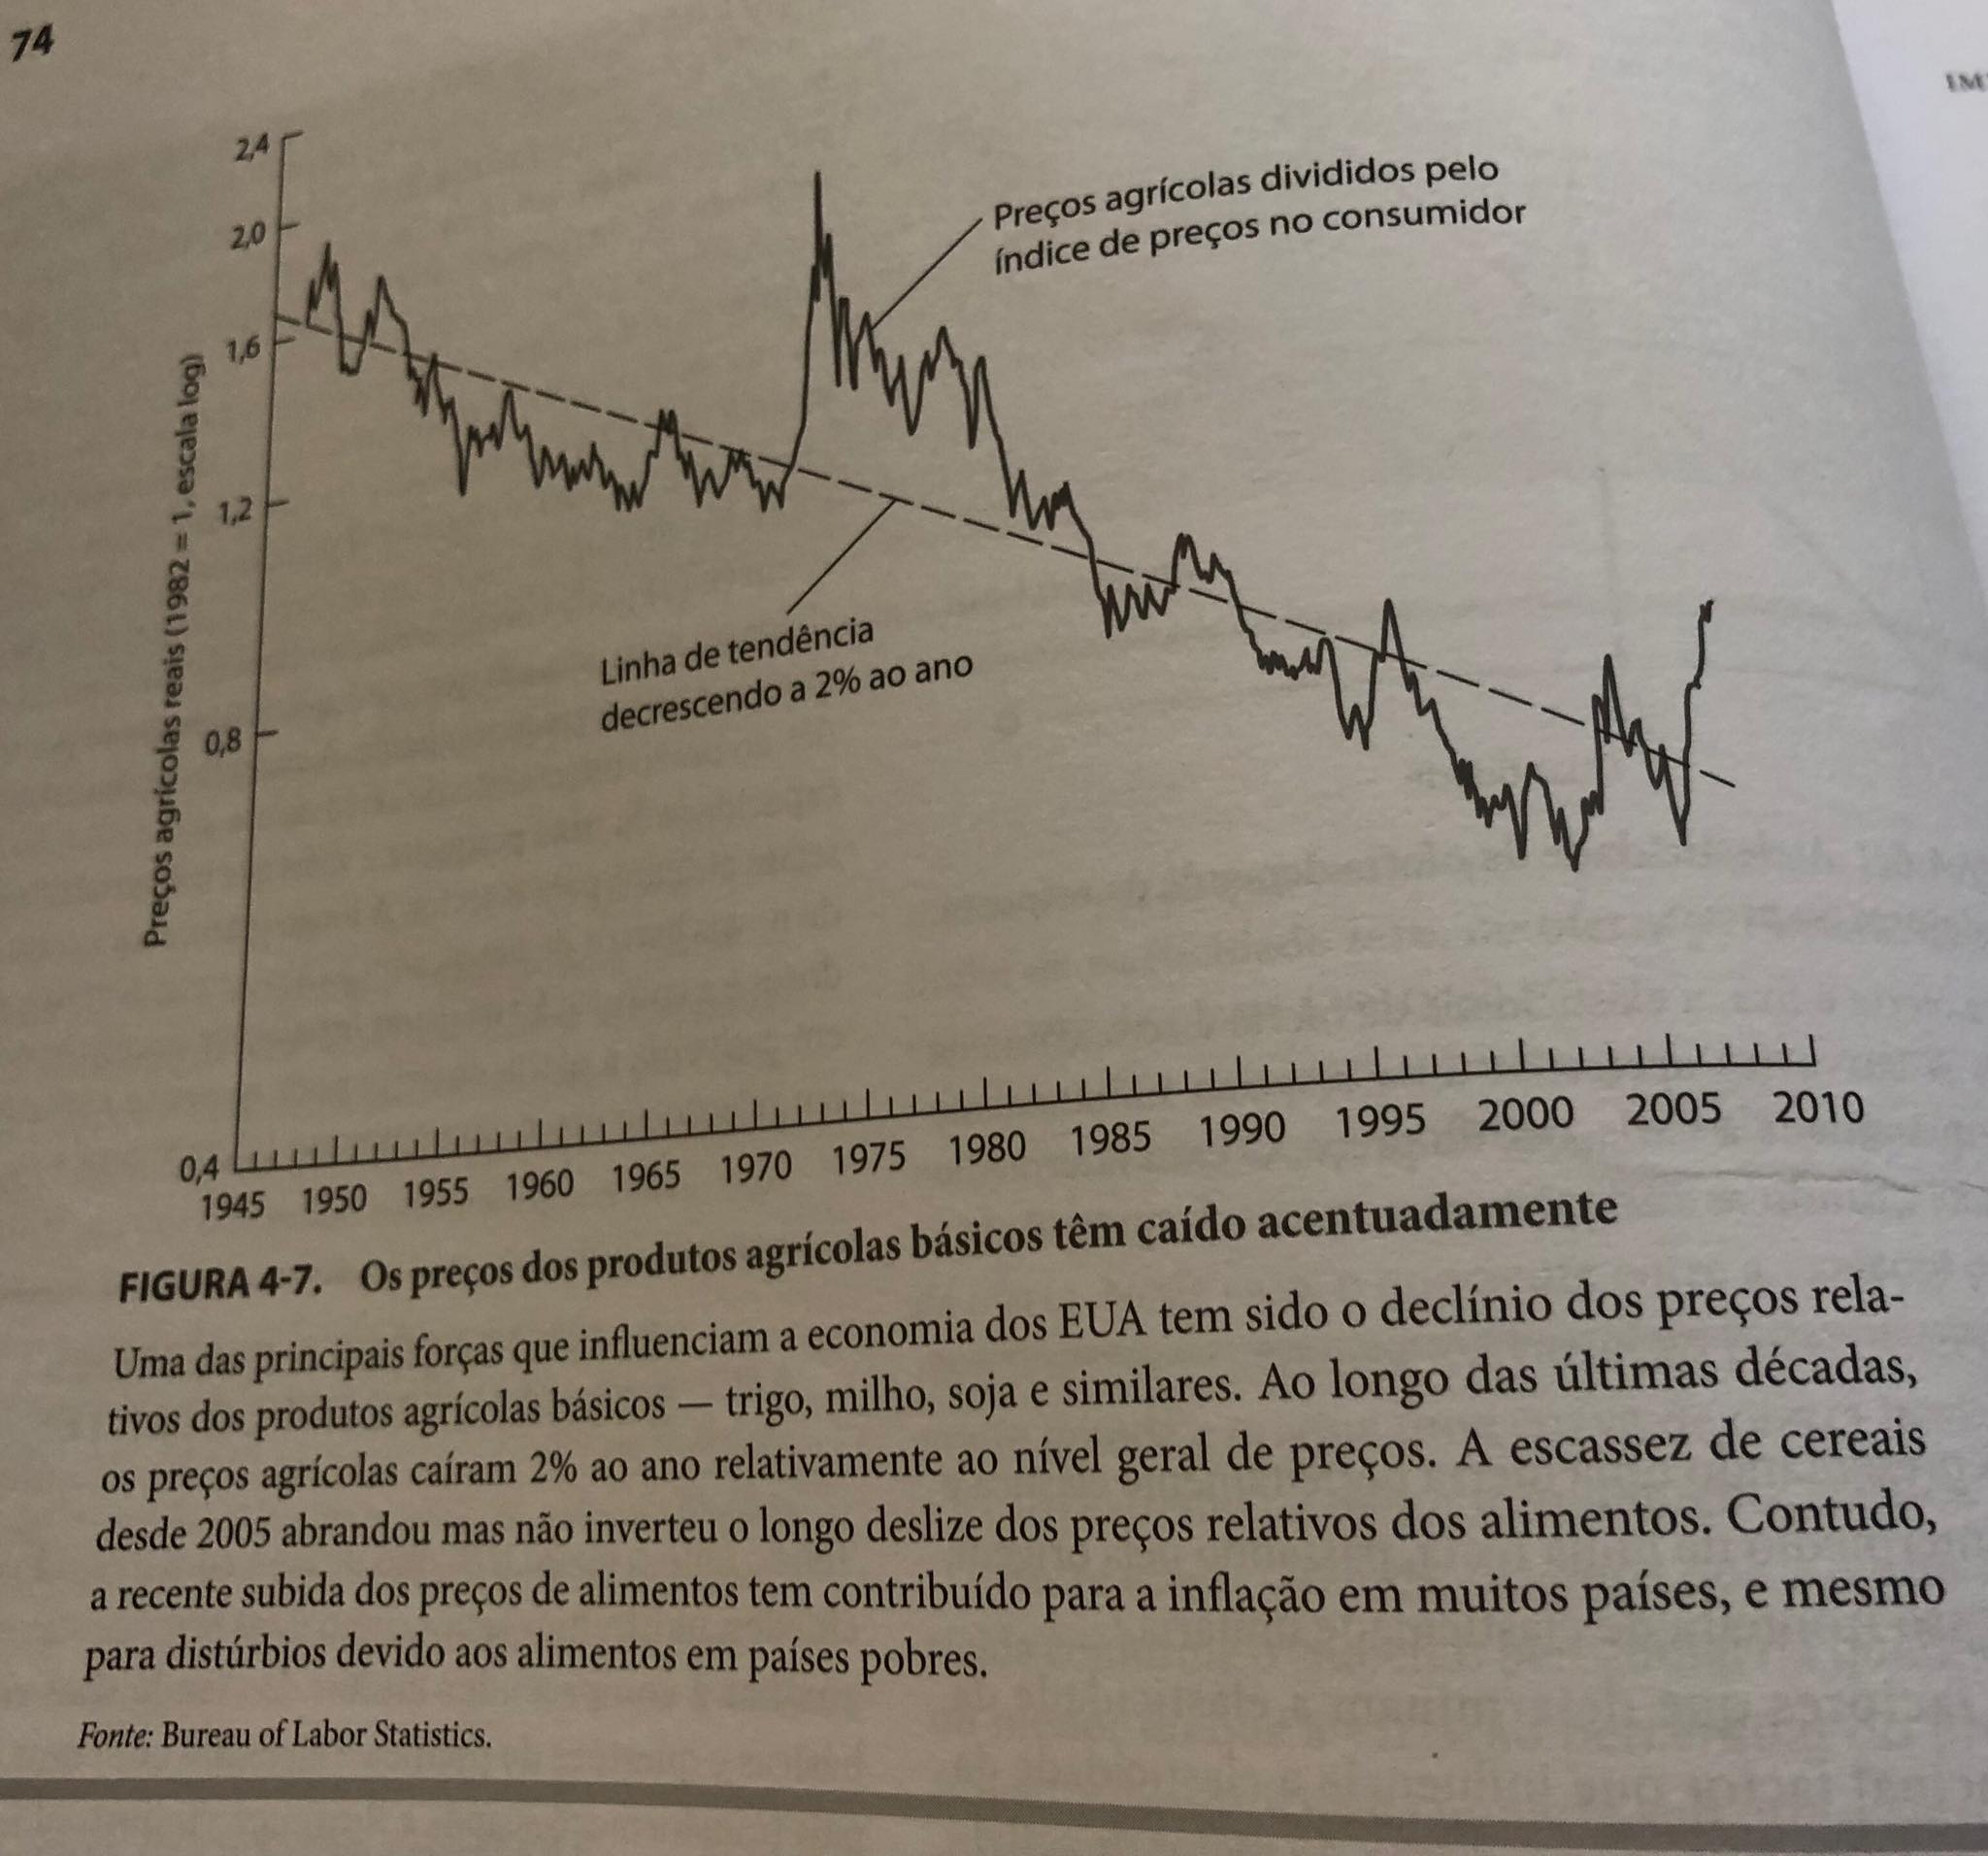 74
2,4
2,0
1,6
1,2
0,8
0,4
Preços agrícolas reais (1982 = 1, escala log)
Preços agrícolas divididos pelo
índice de preços no consumidor
Linha de tendência
decrescendo a 2% ao ano
1945 1950 1955 1960 1965 1970 1975 1980 1985 1990 1995 2000 2005 2010
FIGURA 4-7. Os preços dos produtos agrícolas básicos têm caído acentuadamente
Uma das principais forças que influenciam a economia dos EUA tem sido o declínio dos preços rela-
tivos dos produtos agrícolas básicos — trigo, milho, soja e similares. Ao longo das últimas décadas,
os preços agrícolas caíram 2% ao ano relativamente ao nível geral de preços. A escassez de cereais
desde 2005 abrandou mas não inverteu o longo deslize dos preços relativos dos alimentos. Contudo,
a recente subida dos preços de alimentos tem contribuído para a inflação em muitos países, e mesmo
para distúrbios devido aos alimentos em países pobres.
Fonte: Bureau of Labor Statistics.